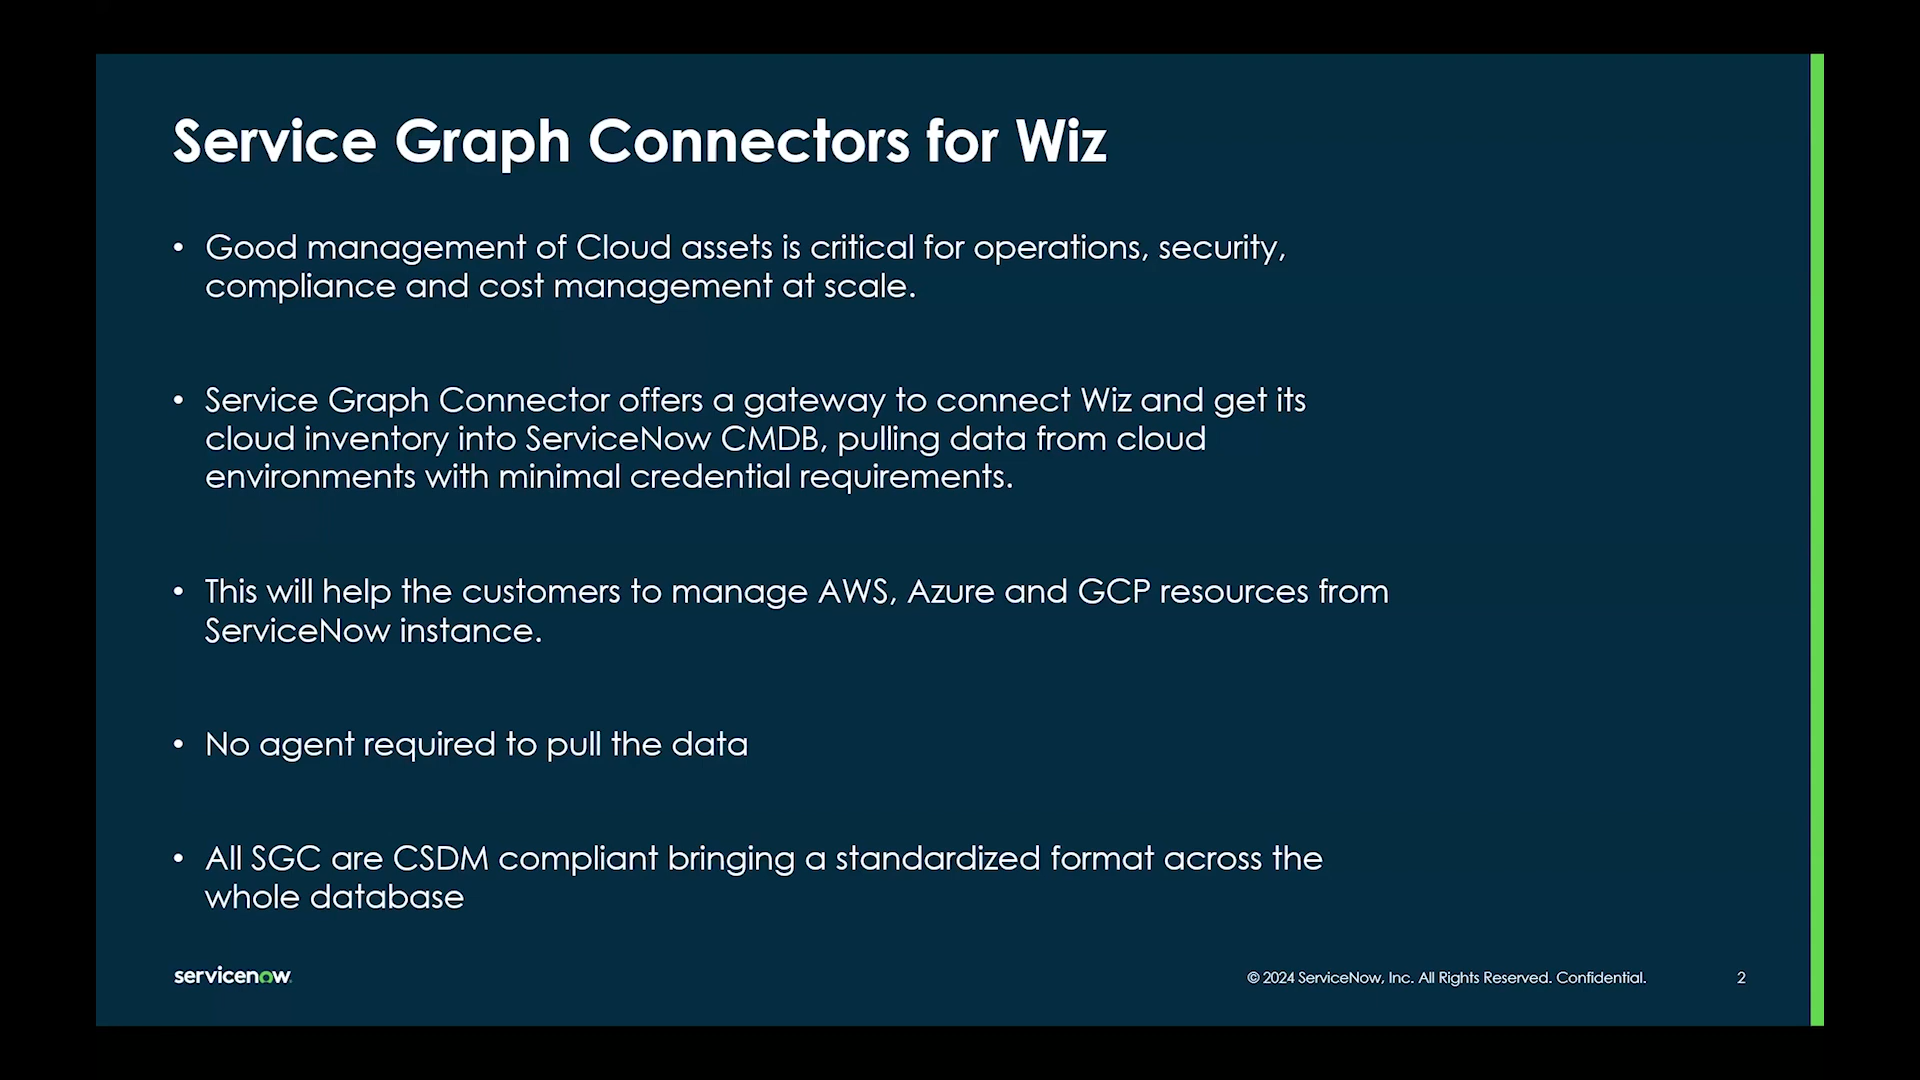 Service Graph Connectors for Wiz
• Good management of Cloud assets is critical for operations, security,
compliance and cost management at scale.
• Service Graph Connector offers a gateway to connect Wiz and get its
cloud inventory into ServiceNow CMDB, pulling data from cloud
environments with minimal credential requirements.
• This will help the customers to manage AWS, Azure and GCP resources from
ServiceNow instance.
• No agent required to pull the data
• All SGC are CSDM compliant bringing a standardized format across the
whole database
servicenow
© 2024 ServiceNow, Inc. All Rights Reserved. Confidential.
2